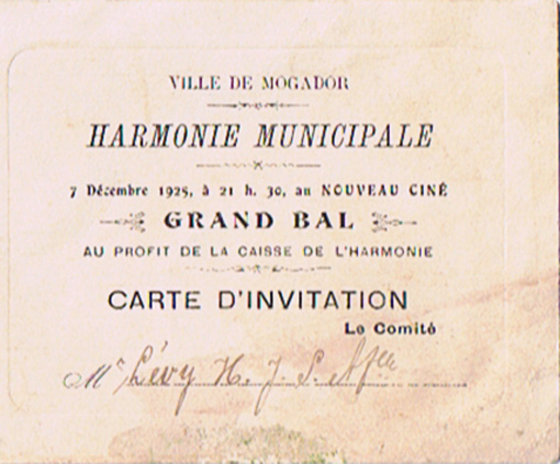 VILLE DE MOGADOR
HARMONIE MUNICIPALE
7 Décembre 1925, à 21 h. 30, au NOUVEAU CINÉ
GRAND BAL
AU PROFIT DE LA CAISSE DE L'HARMONIE
CARTE D'INVITATION
Le Comité
Mr Lévy H. J. S.